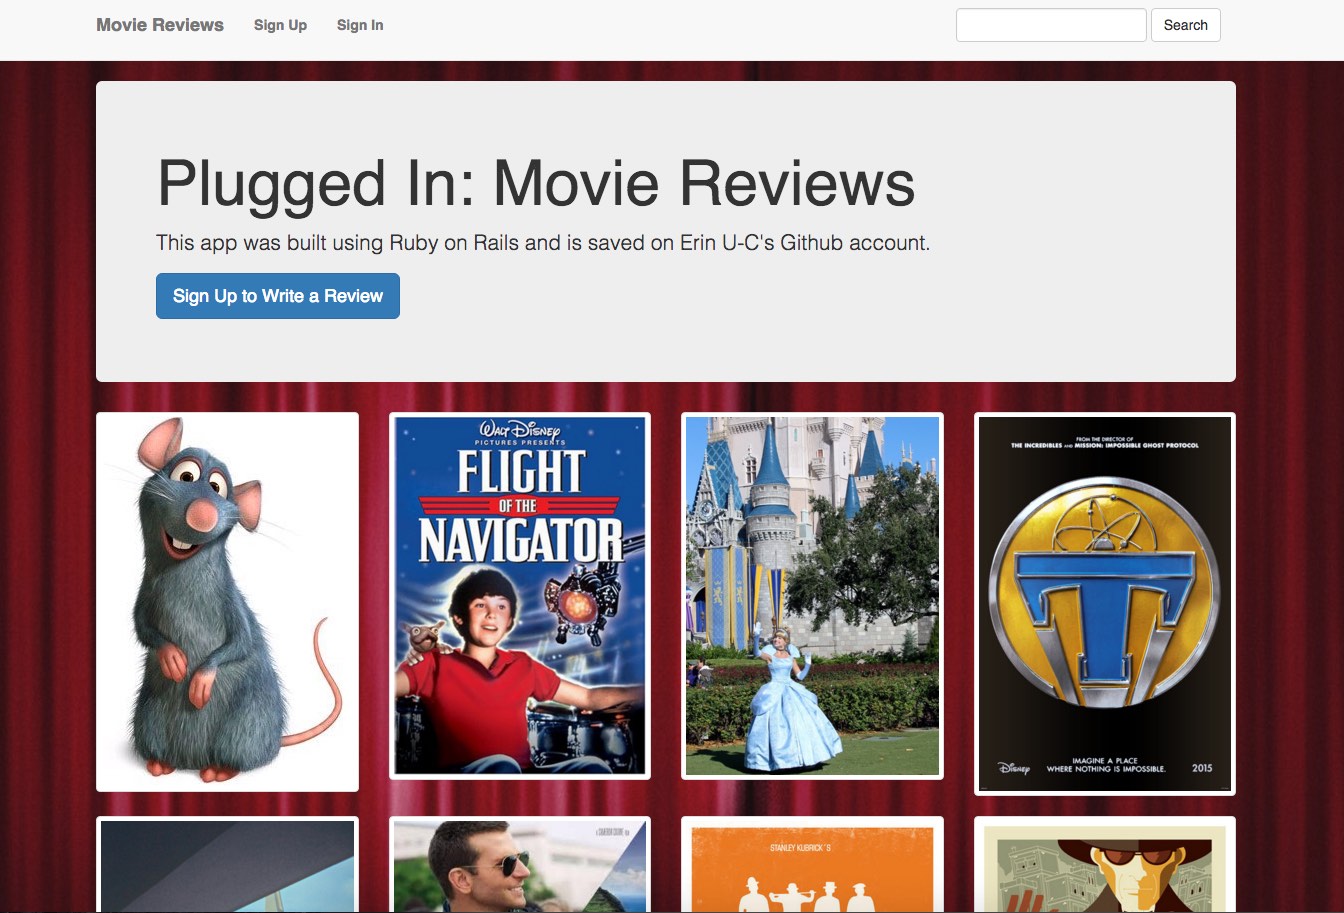 Movie Reviews
Sign Up
Sign In
Search
Plugged In: Movie Reviews
This app was built using Ruby on Rails and is saved on Erin U-C's Github account.
Sign Up to Write a Review
WALT DISNEY
PICTURES PRESENTS
FLIGHT
OF THE
NAVIGATOR
FROM THE DIRECTOR OF
THE INCREDIBLES AND MISSION: IMPOSSIBLE GHOST PROTOCOL
T
Disney
IMAGINE A PLACE
WHERE NOTHING IS IMPOSSIBLE.
2015
STANLEY KUBRICK´S